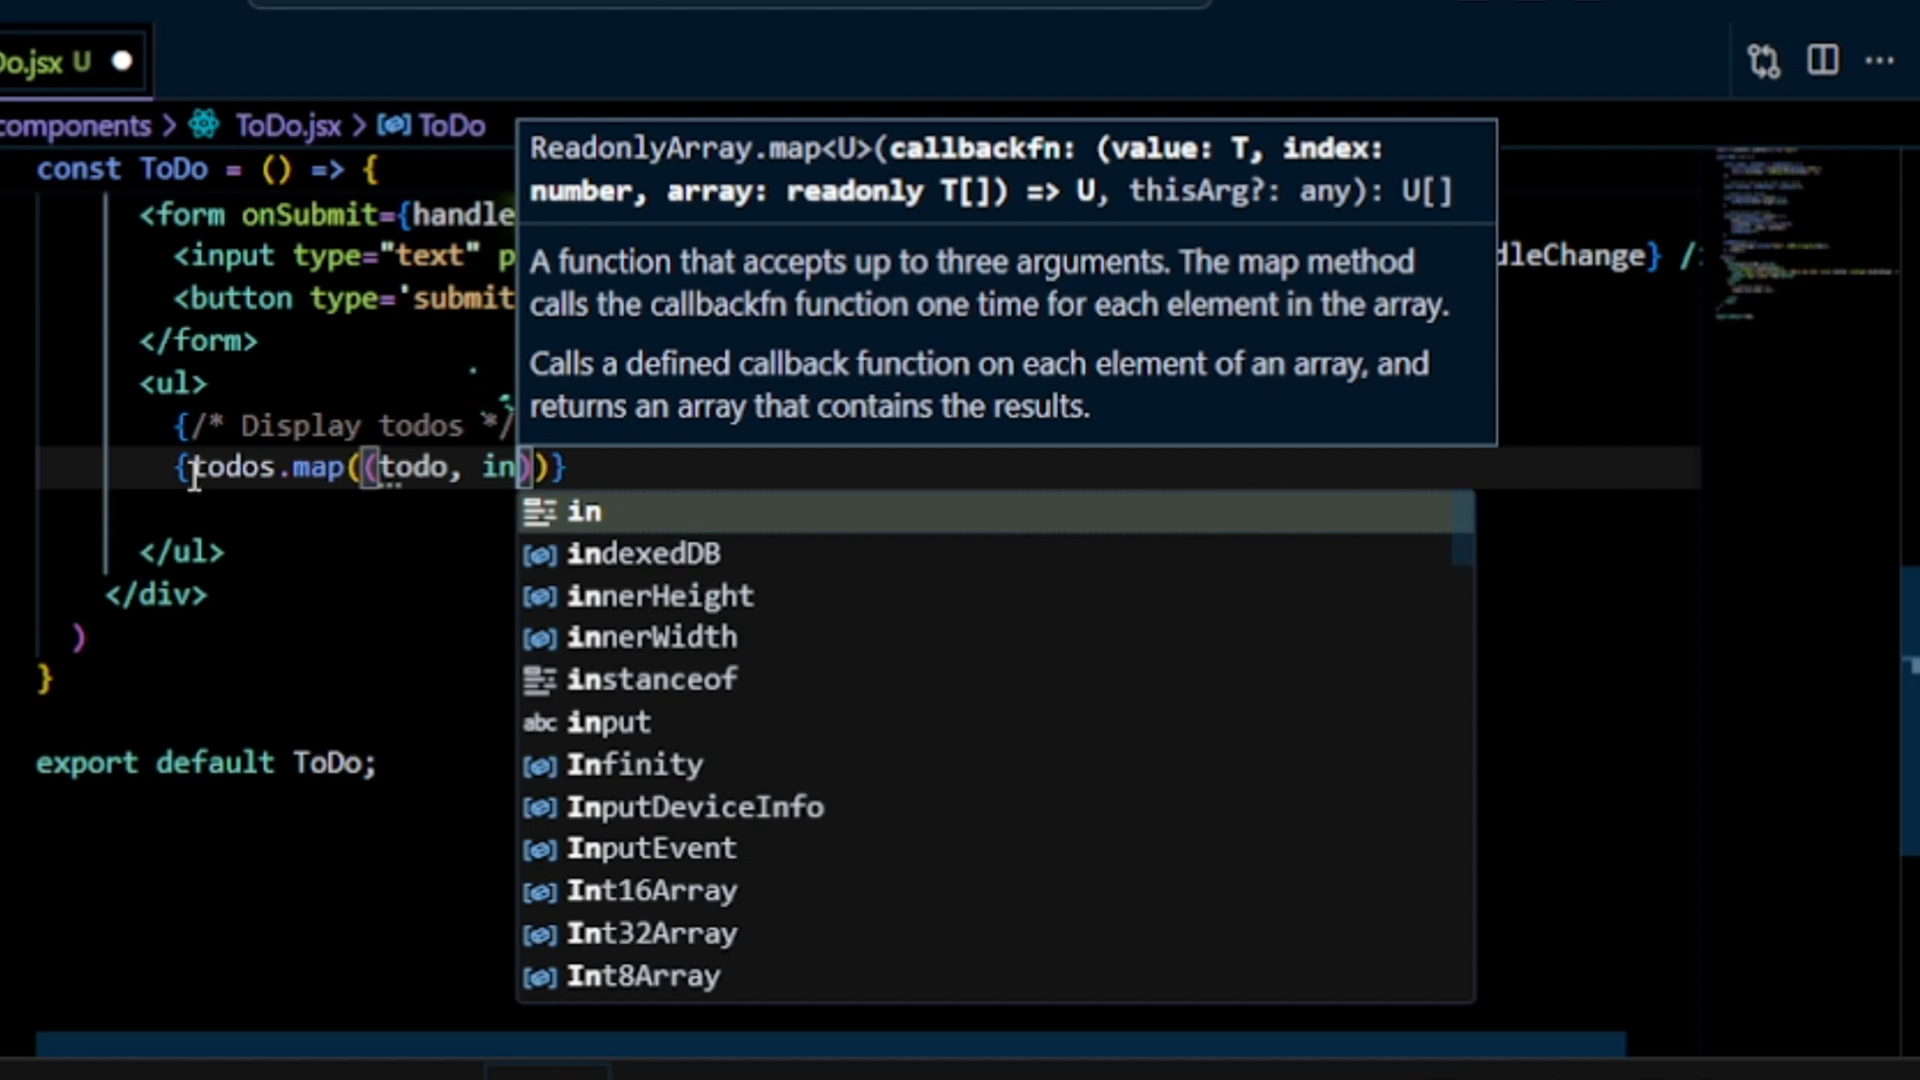 Do.jsx U
components > ToDo.jsx > ToDo
const ToDo = () => {
<form onSubmit={handle
<input type="text" p
dleChange} /
<button type='submit
</form>
<ul>
{/* Display todos */
{todos.map((todo, in))}
</ul>
</div>
)
}
export default ToDo;
ReadonlyArray.map<U>(callbackfn: (value: T, index:
number, array: readonly T[]) => U, thisArg?: any): U[]
A function that accepts up to three arguments. The map method
calls the callbackfn function one time for each element in the array.
Calls a defined callback function on each element of an array, and
returns an array that contains the results.
in
indexedDB
innerHeight
innerWidth
instanceof
abc input
Infinity
InputDeviceInfo
InputEvent
Int16Array
Int32Array
Int8Array